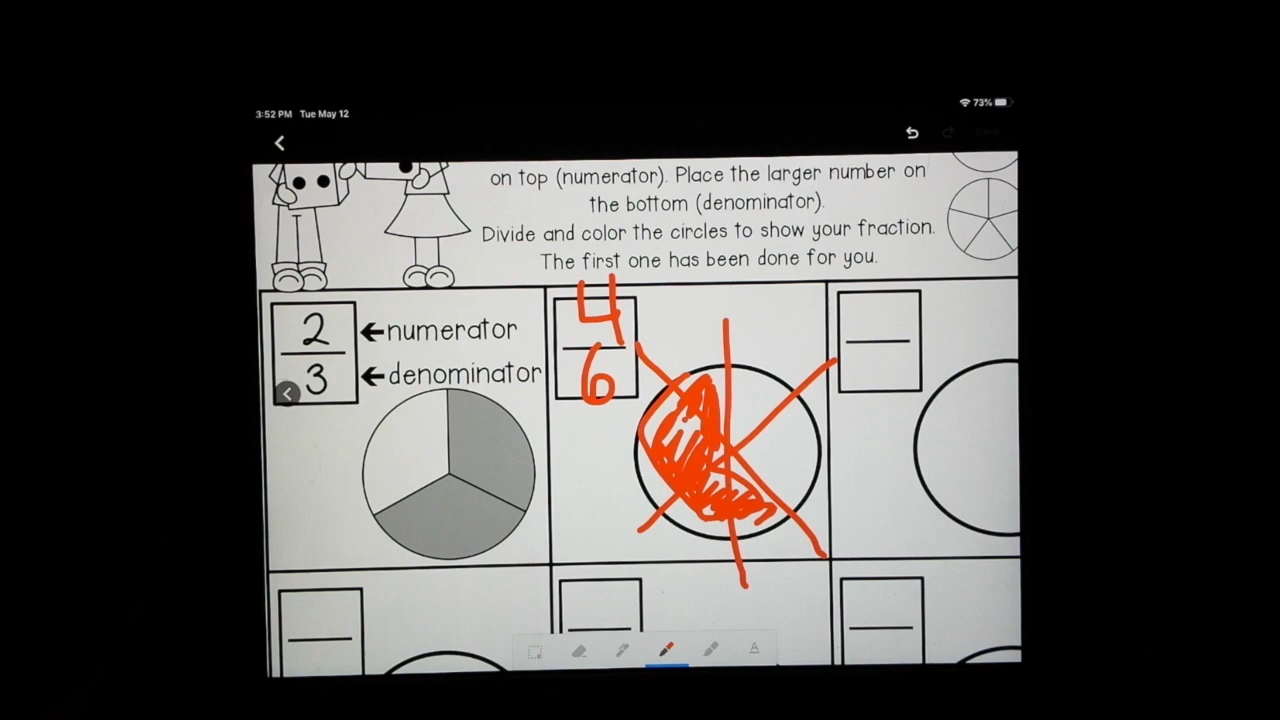 3:52 PM Tue May 12
73%
on top (numerator). Place the larger number on
the bottom (denominator).
Divide and color the circles to show your fraction.
The first one has been done for you.
2 ←numerator
3 ←denominator
4
6
A